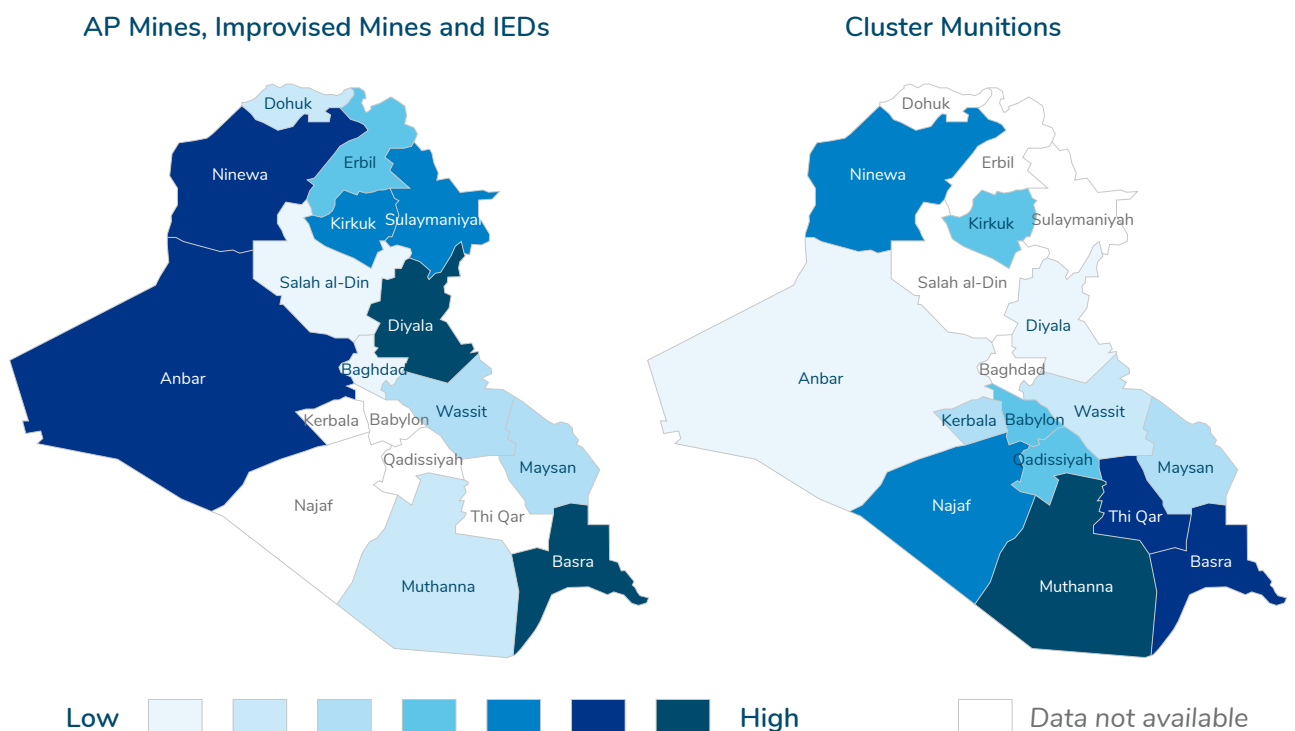 AP Mines, Improvised Mines and IEDs
Dohuk
Ninewa
Erbil
Kirkuk
Sulaymaniyah
Salah al-Din
Diyala
Anbar
Baghdad
Kerbala
Babylon
Wassit
Qadissiyah
Maysan
Najaf
Thi Qar
Basra
Muthanna
Cluster Munitions
Dohuk
Ninewa
Erbil
Kirkuk
Sulaymaniyah
Salah al-Din
Diyala
Anbar
Baghdad
Kerbala
Babylon
Wassit
Qadissiyah
Maysan
Najaf
Thi Qar
Basra
Muthanna
Low
High
Data not available